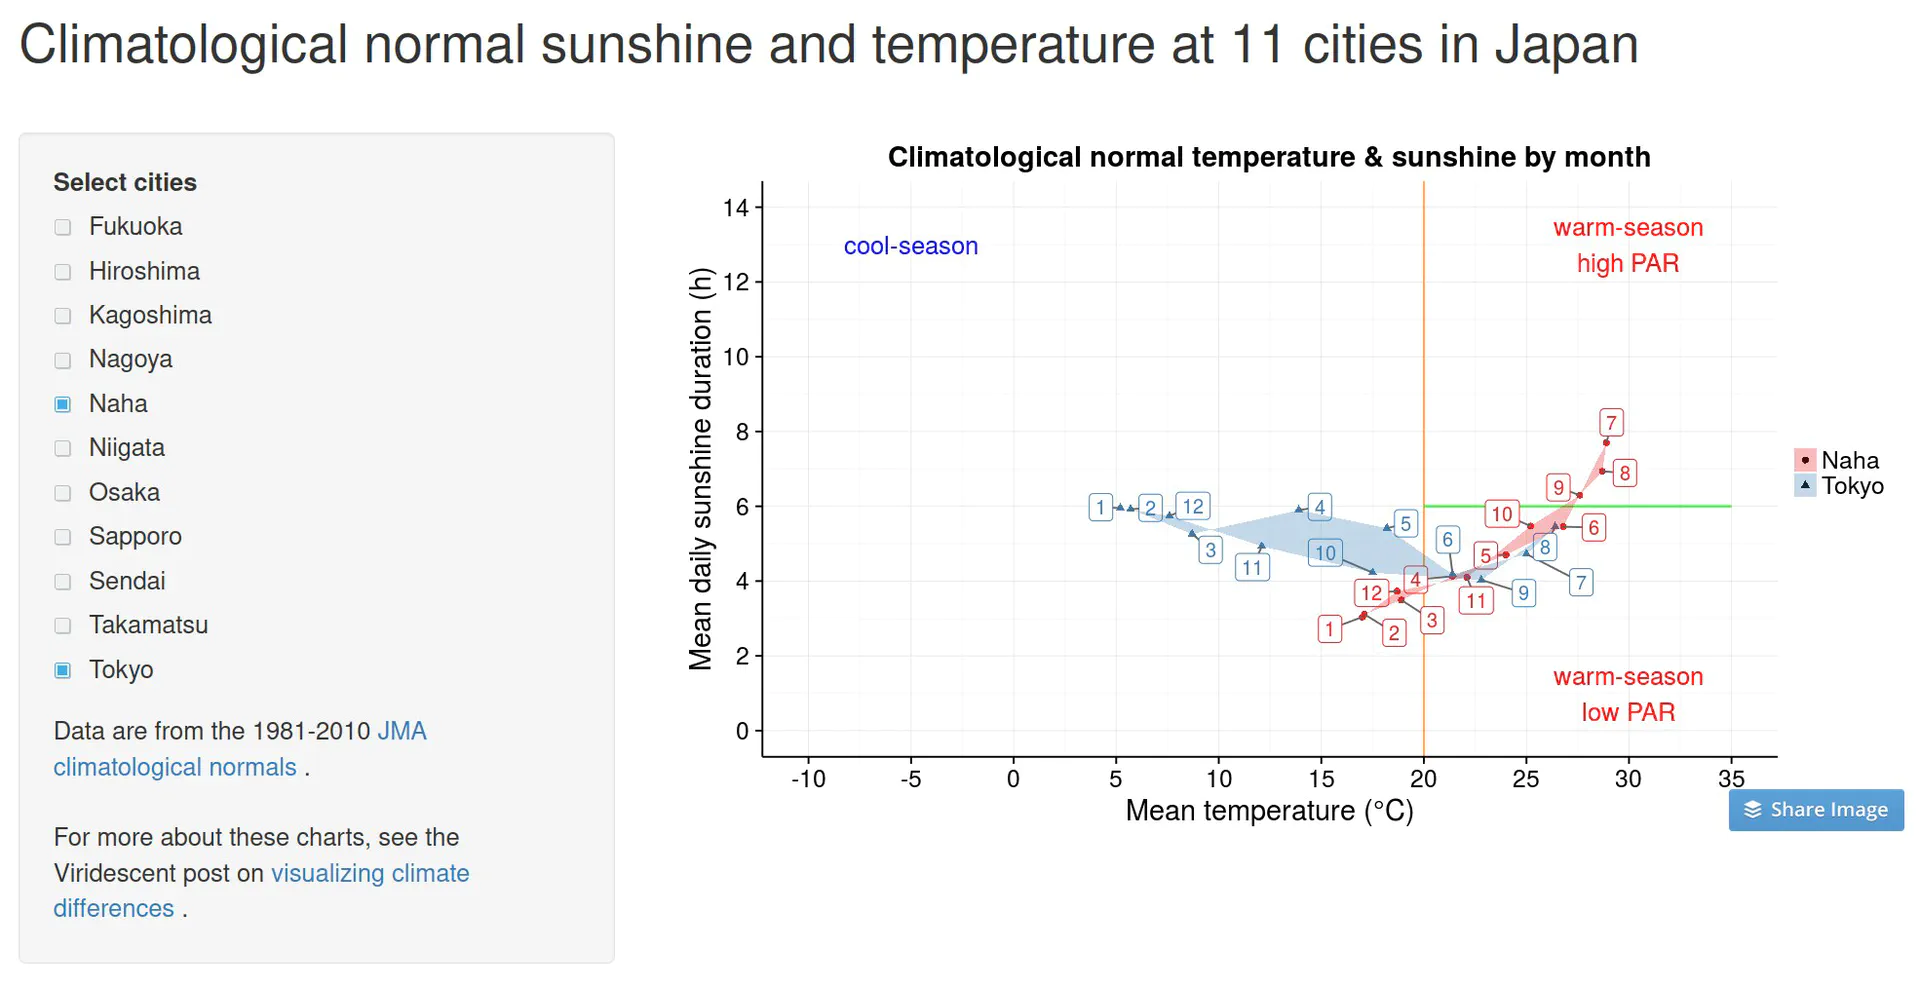 Climatological normal sunshine and temperature at 11 cities in Japan
Select cities
Fukuoka
Hiroshima
Kagoshima
Nagoya
Naha
Niigata
Osaka
Sapporo
Sendai
Takamatsu
Tokyo
Data are from the 1981-2010 JMA
climatological normals .
For more about these charts, see the
Viridescent post on visualizing climate
differences .
Climatological normal temperature & sunshine by month
Mean daily sunshine duration (h)
14
12
10
8
6
4
2
0
cool-season
warm-season
high PAR
7
8
9
10
6
5
1
2
12
4
5
3
11
10
6
8
7
9
4
12
11
3
1
2
warm-season
low PAR
-10
-5
0
5
10
15
20
25
30
35
Mean temperature (°C)
Naha
Tokyo
Share Image